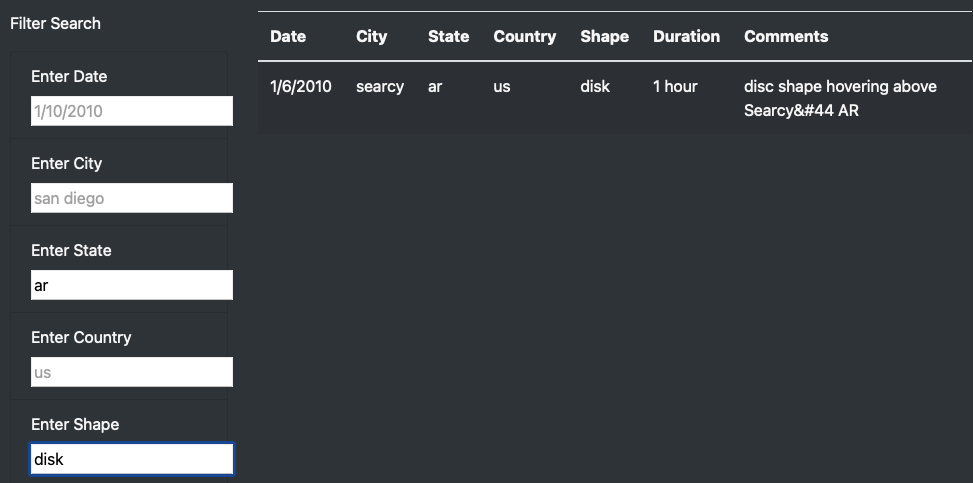 Filter Search
Enter Date
1/10/2010
Enter City
san diego
Enter State
ar
Enter Country
us
Enter Shape
disk
Date City State Country Shape Duration Comments
1/6/2010 searcy ar us disk 1 hour disc shape hovering above
Searcy&#44 AR